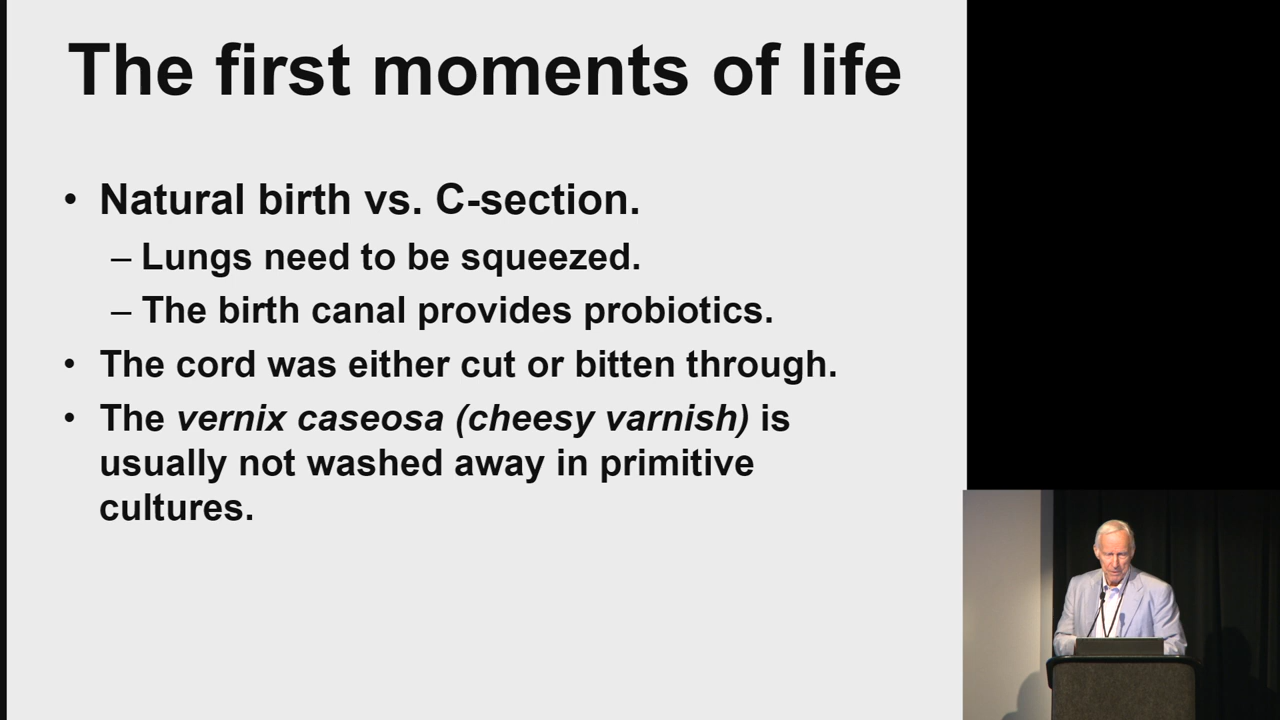 The first moments of life
• Natural birth vs. C-section.
– Lungs need to be squeezed.
– The birth canal provides probiotics.
• The cord was either cut or bitten through.
• The vernix caseosa (cheesy varnish) is
usually not washed away in primitive
cultures.